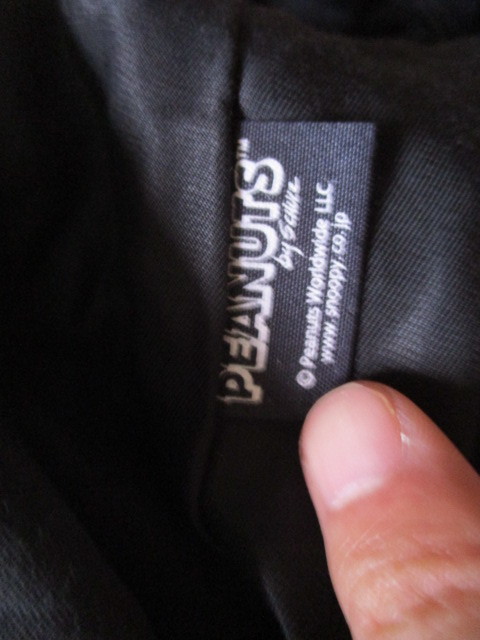 PEANUTS™
by Schulz
© Peanuts Worldwide LLC
www.snoopy.co.jp